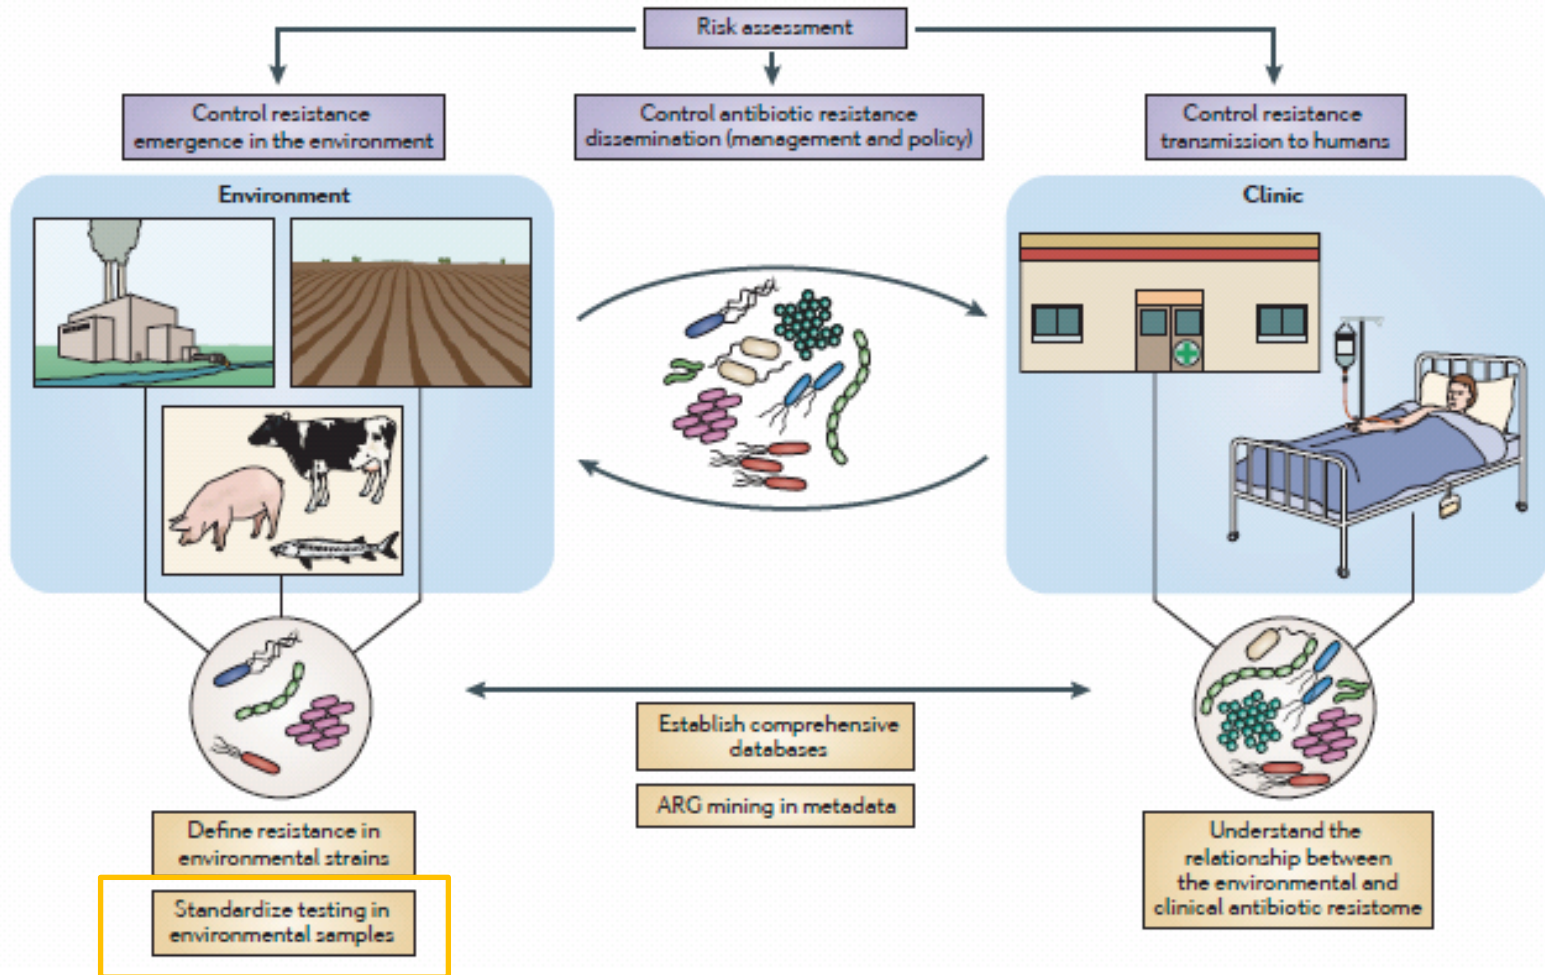 Risk assessment
Control resistance
emergence in the environment
Control antibiotic resistance
dissemination (management and policy)
Control resistance
transmission to humans
Environment
Clinic
Establish comprehensive
databases
ARG mining in metadata
Define resistance in
environmental strains
Standardize testing in
environmental samples
Understand the
relationship between
the environmental and
clinical antibiotic resistome